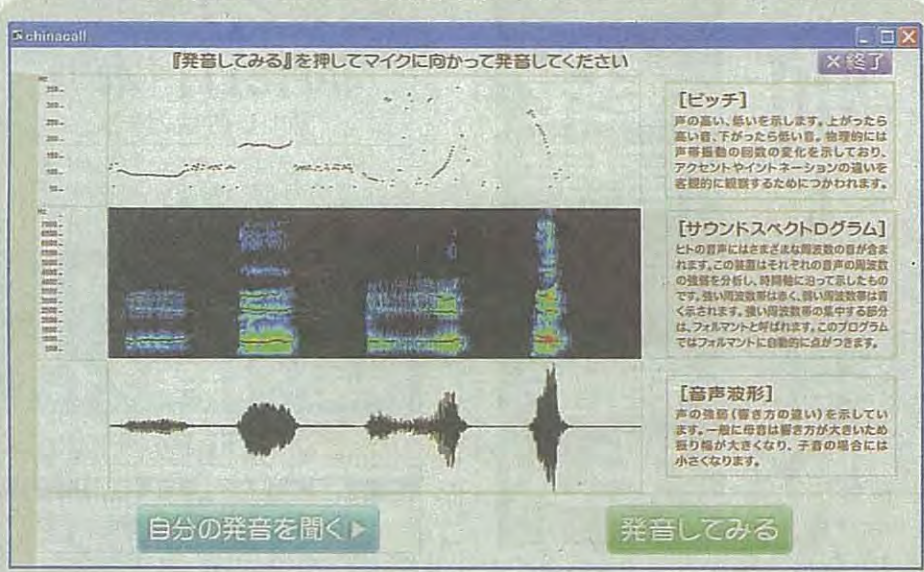 chinacall
『発音してみる』を押してマイクに向かって発音してください
×終了
[ピッチ]
声の高い、低いを示します。上がったら
高い音、下がったら低い音。物理的には
声帯振動の回数の変化を示しており、
アクセントやイントネーションの違いを
客観的に観察するためにつかわれます。
[サウンドスペクトログラム]
ヒトの音声にはさまざまな周波数の音が含ま
れます。この装置はそれぞれの音声の周波数
の強弱を分析し、時間軸に沿って示したもの
です。強い周波数帯は赤く、弱い周波数帯は青
く示されます。強い周波数帯の集中する部分
は、フォルマントと呼ばれます。このプログラム
ではフォルマントに自動的に点がつきます。
[音声波形]
声の強弱(響き方の違い)を示してい
ます。一般に母音は響き方が大きいため
振り幅が大きくなり、子音の場合には
小さくなります。
自分の発音を聞く▶
発音してみる